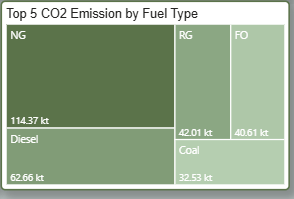 Top 5 CO2 Emission by Fuel Type
NG
114.37 kt
Diesel
62.66 kt
RG
42.01 kt
FO
40.61 kt
Coal
32.53 kt